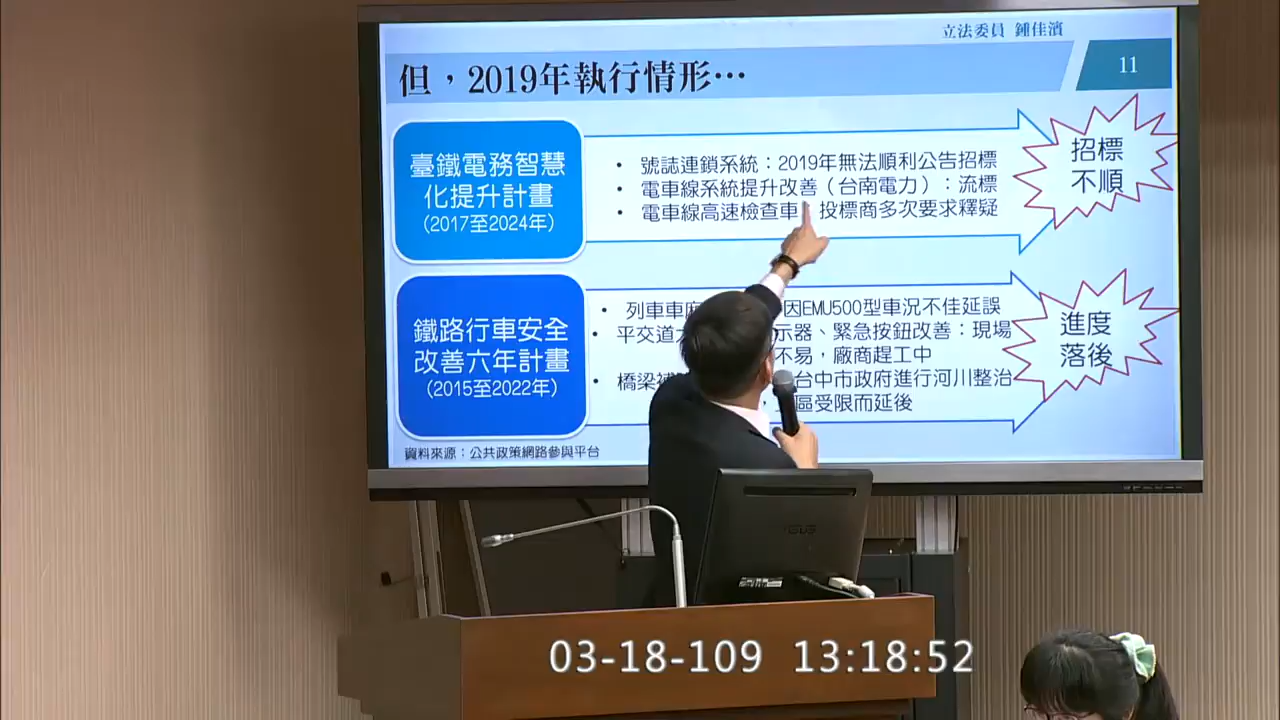 立法委員 鍾佳濱
但，2019年執行情形…
11
臺鐵電務智慧
化提升計畫
(2017至2024年)
• 號誌連鎖系統：2019年無法順利公告招標
• 電車線系統提升改善（台南電力）：流標
• 電車線高速檢查車 投標商多次要求釋疑
招標
不順
鐵路行車安全
改善六年計畫
(2015至2022年)
• 列車車 因EMU500型車況不佳延誤
• 平交道 示器、緊急按鈕改善：現場
不易，廠商趕工中
• 橋梁補 台中市政府進行河川整治
區受限而延後
進度
落後
資料來源：公共政策網路參與平台
ASUS
03-18-109 13:18:52